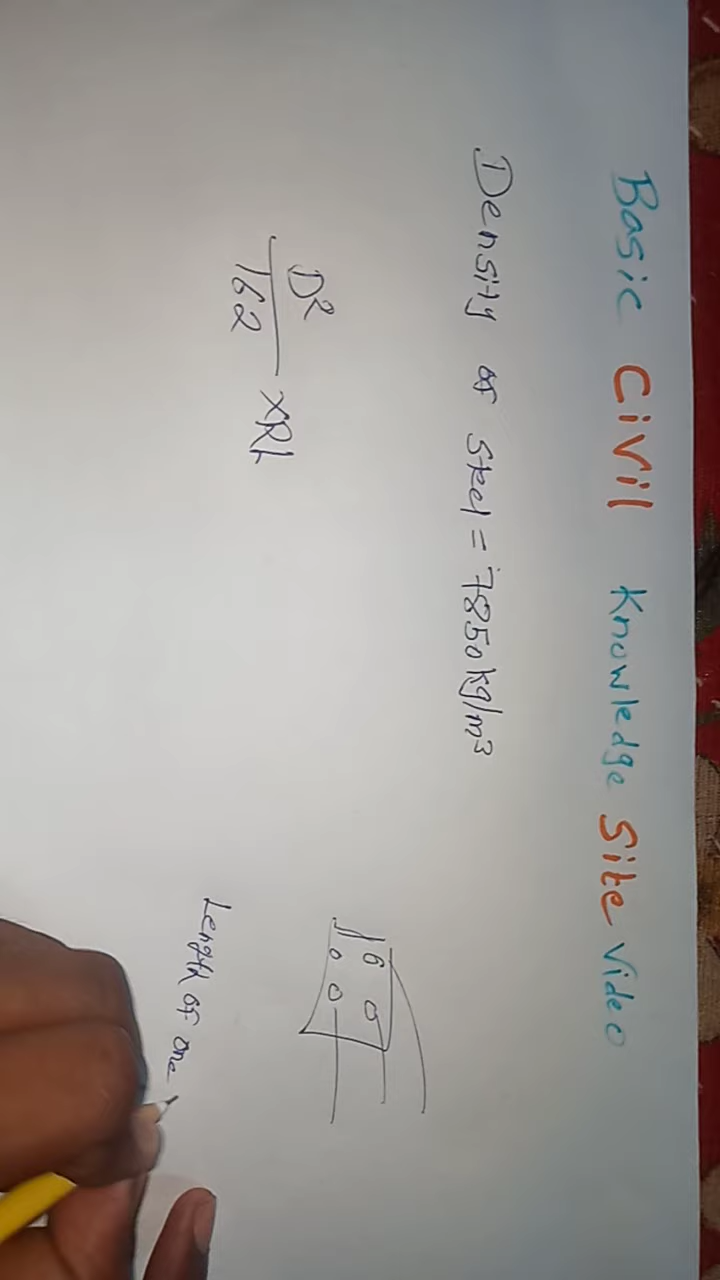 Basic Civil Knowledge Site Video
Density of Steel = 7850 kg/m³
D²
162
×RL
Length of one